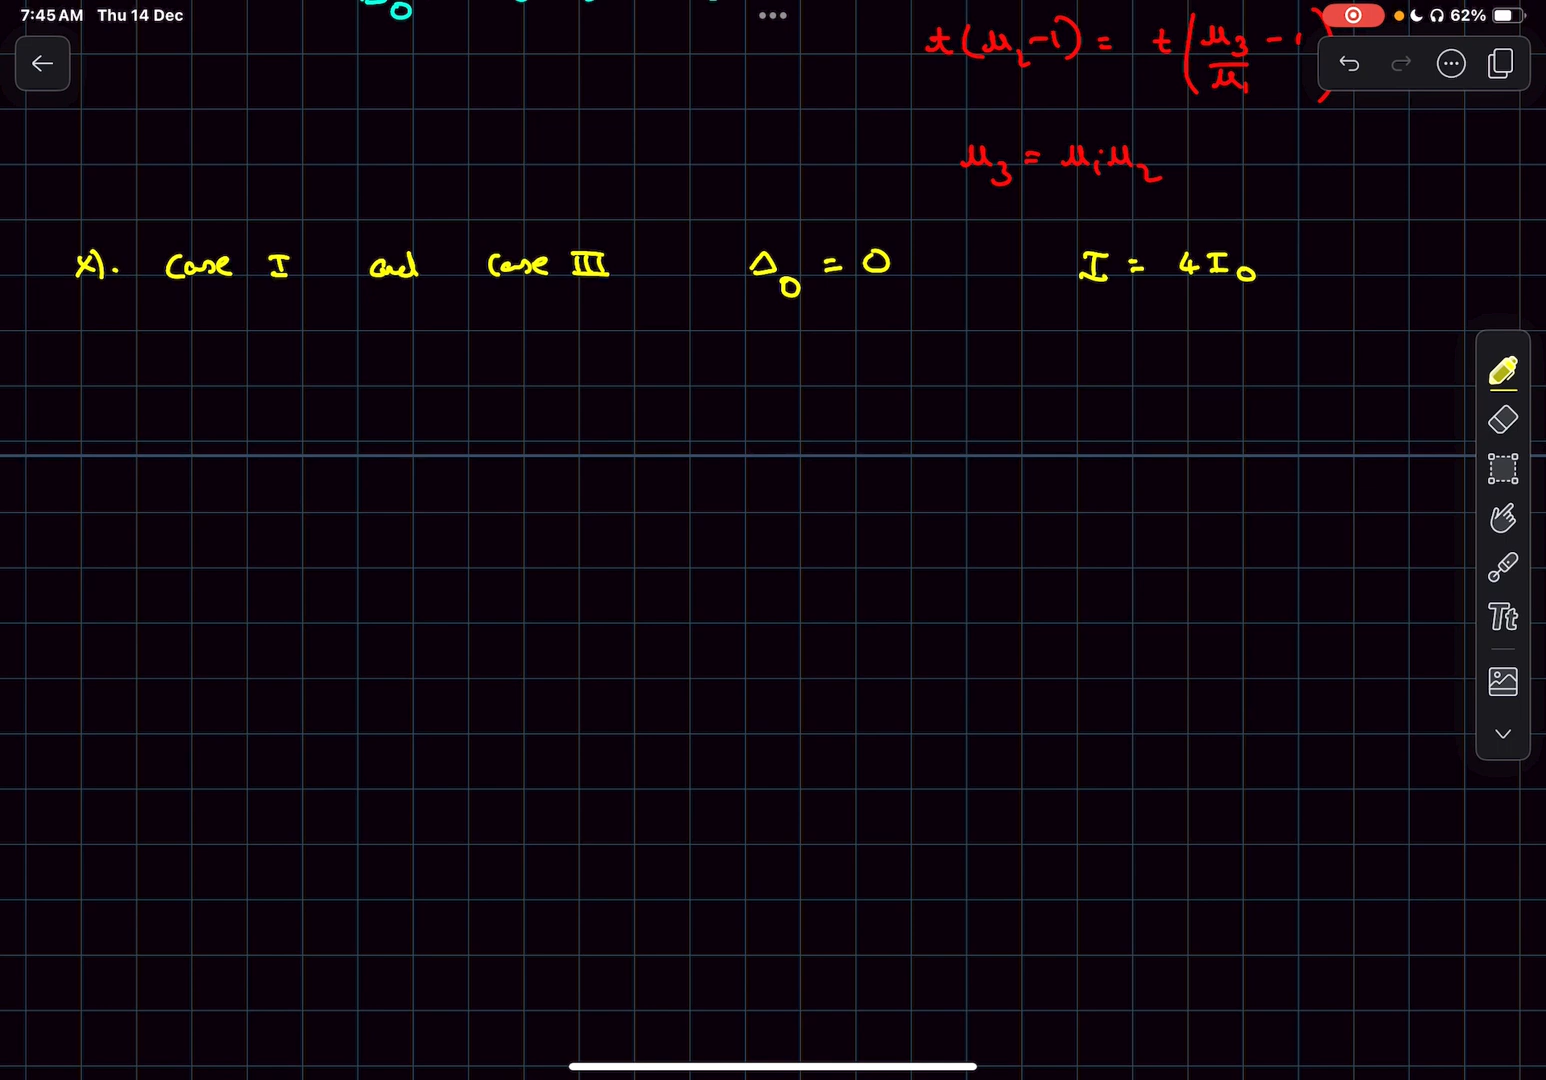 7:45 AM Thu 14 Dec 62%
t(μ₂-1) = t(μ₃/μ₁ -
μ₃ = μ₁μ₂
x). Case I and Case III Δ₀ = 0 I = 4I₀
Tt